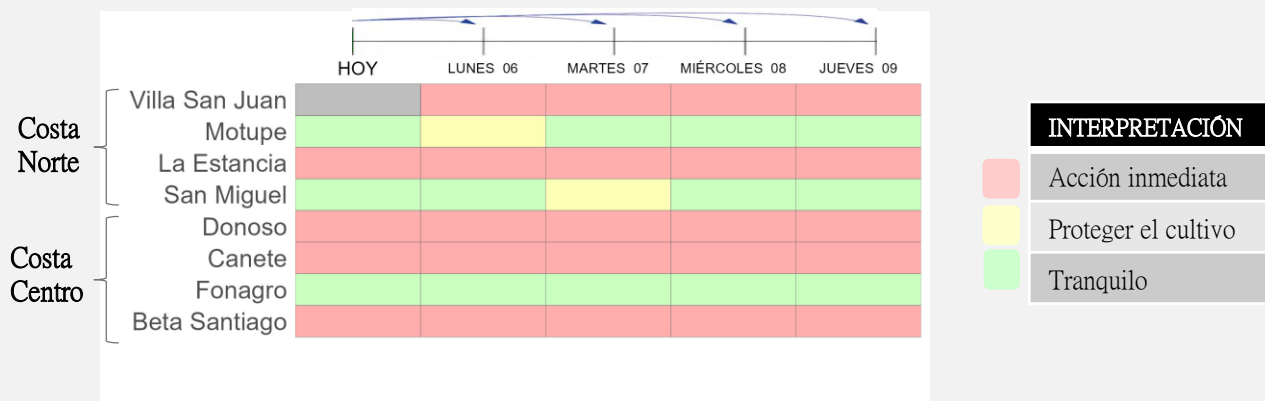 HOY LUNES 06 MARTES 07 MIÉRCOLES 08 JUEVES 09
Costa
Norte
Villa San Juan
Motupe
La Estancia
San Miguel
Costa
Centro
Donoso
Canete
Fonagro
Beta Santiago
INTERPRETACIÓN
Acción inmediata
Proteger el cultivo
Tranquilo